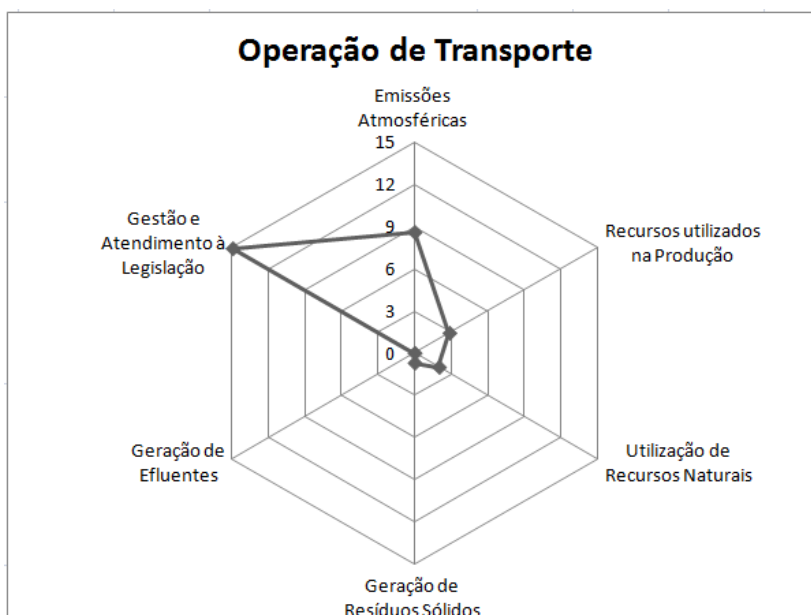 Operação de Transporte
Emissões
Atmosféricas
15
12
9
6
3
0
Recursos utilizados
na Produção
Utilização de
Recursos Naturais
Geração de
Resíduos Sólidos
Geração de
Efluentes
Gestão e
Atendimento à
Legislação